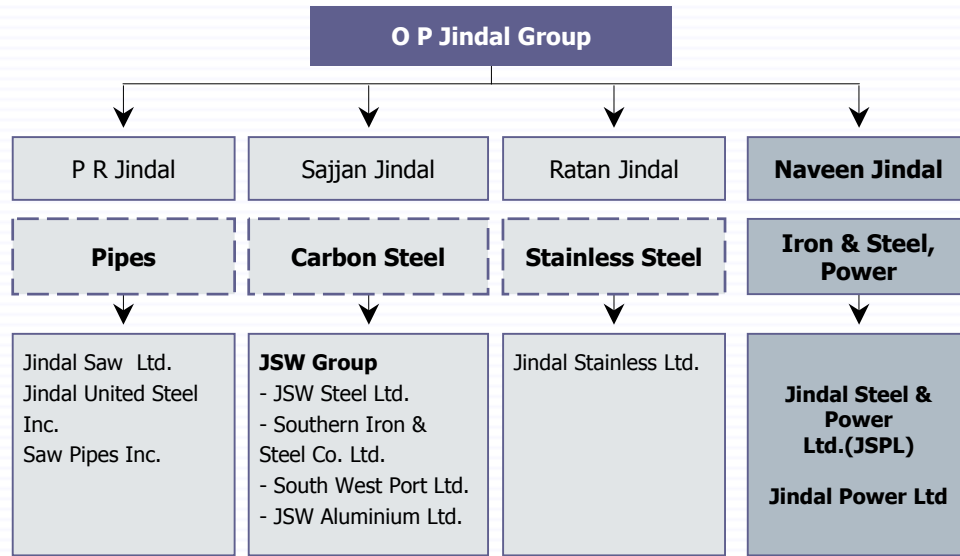 O P Jindal Group
P R Jindal
Sajjan Jindal
Ratan Jindal
Naveen Jindal
Pipes
Carbon Steel
Stainless Steel
Iron & Steel,
Power
Jindal Saw Ltd.
Jindal United Steel
Inc.
Saw Pipes Inc.
JSW Group
- JSW Steel Ltd.
- Southern Iron &
Steel Co. Ltd.
- South West Port Ltd.
- JSW Aluminium Ltd.
Jindal Stainless Ltd.
Jindal Steel &
Power
Ltd.(JSPL)
Jindal Power Ltd